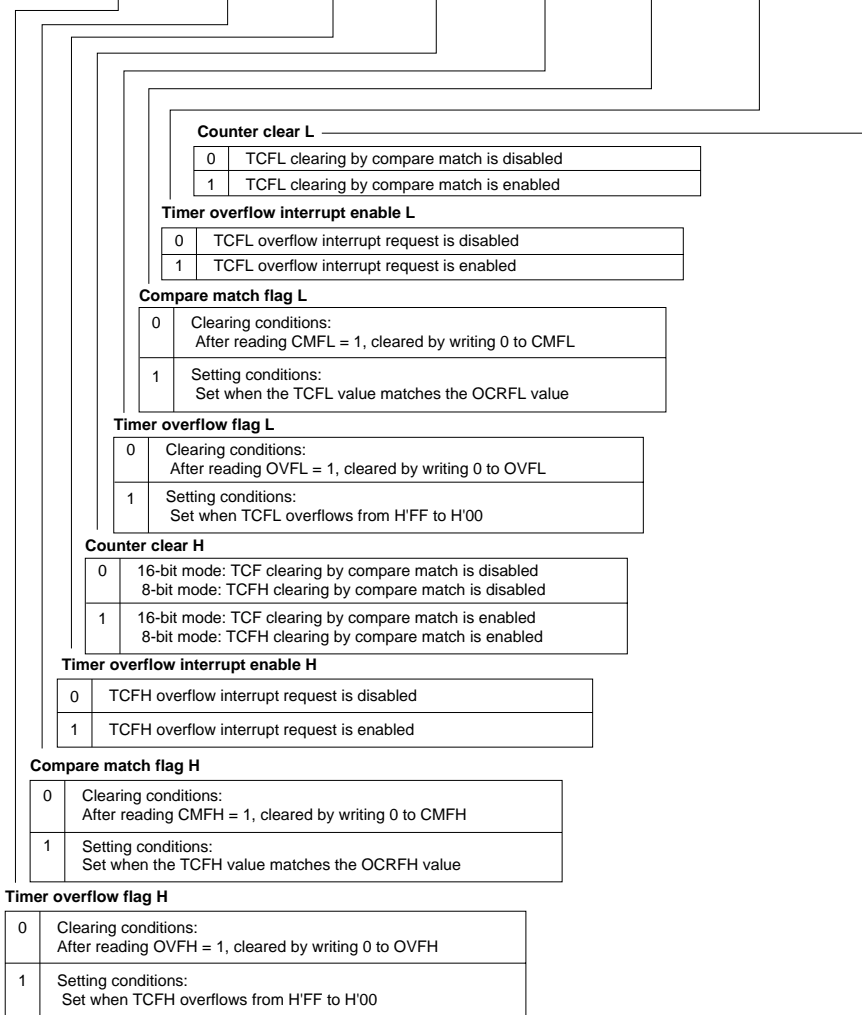 Counter clear L
0 TCFL clearing by compare match is disabled
1 TCFL clearing by compare match is enabled
Timer overflow interrupt enable L
0 TCFL overflow interrupt request is disabled
1 TCFL overflow interrupt request is enabled
Compare match flag L
0 Clearing conditions:
After reading CMFL = 1, cleared by writing 0 to CMFL
1 Setting conditions:
Set when the TCFL value matches the OCRFL value
Timer overflow flag L
0 Clearing conditions:
After reading OVFL = 1, cleared by writing 0 to OVFL
1 Setting conditions:
Set when TCFL overflows from H'FF to H'00
Counter clear H
0 16-bit mode: TCF clearing by compare match is disabled
8-bit mode: TCFH clearing by compare match is disabled
1 16-bit mode: TCF clearing by compare match is enabled
8-bit mode: TCFH clearing by compare match is enabled
Timer overflow interrupt enable H
0 TCFH overflow interrupt request is disabled
1 TCFH overflow interrupt request is enabled
Compare match flag H
0 Clearing conditions:
After reading CMFH = 1, cleared by writing 0 to CMFH
1 Setting conditions:
Set when the TCFH value matches the OCRFH value
Timer overflow flag H
0 Clearing conditions:
After reading OVFH = 1, cleared by writing 0 to OVFH
1 Setting conditions:
Set when TCFH overflows from H'FF to H'00